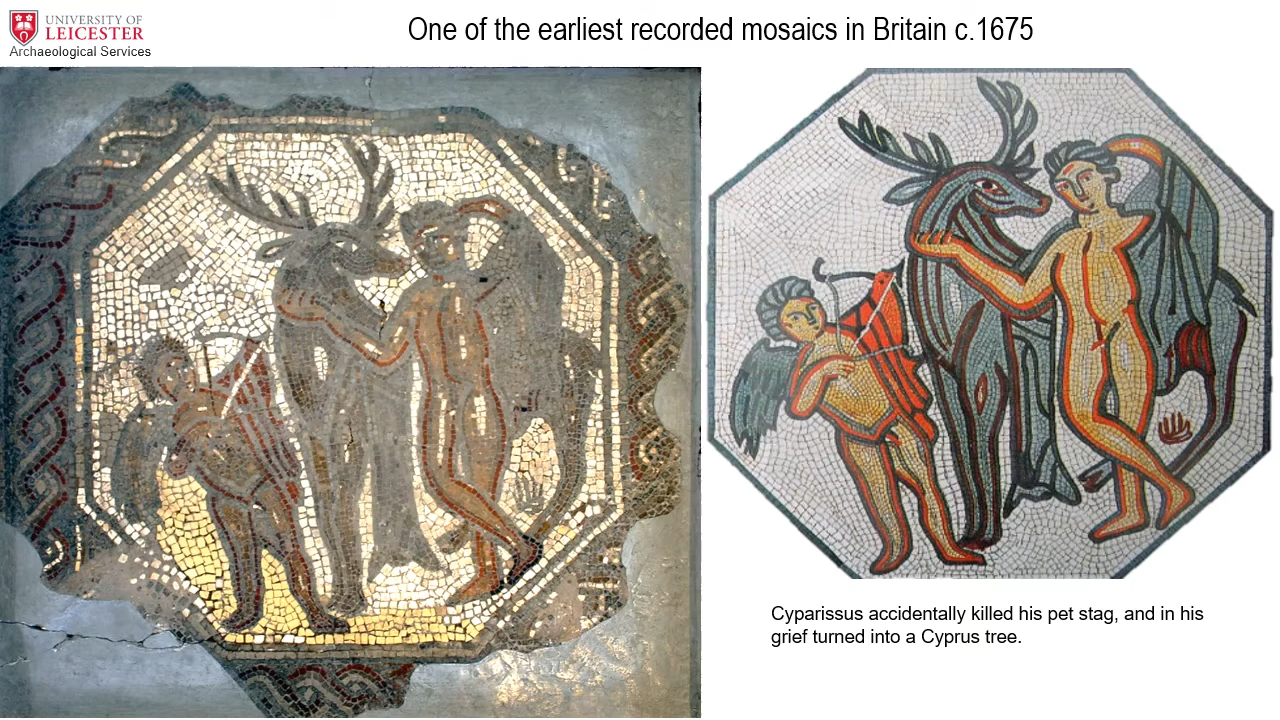 UNIVERSITY OF
LEICESTER
Archaeological Services
One of the earliest recorded mosaics in Britain c.1675
Cyparissus accidentally killed his pet stag, and in his
grief turned into a Cyprus tree.